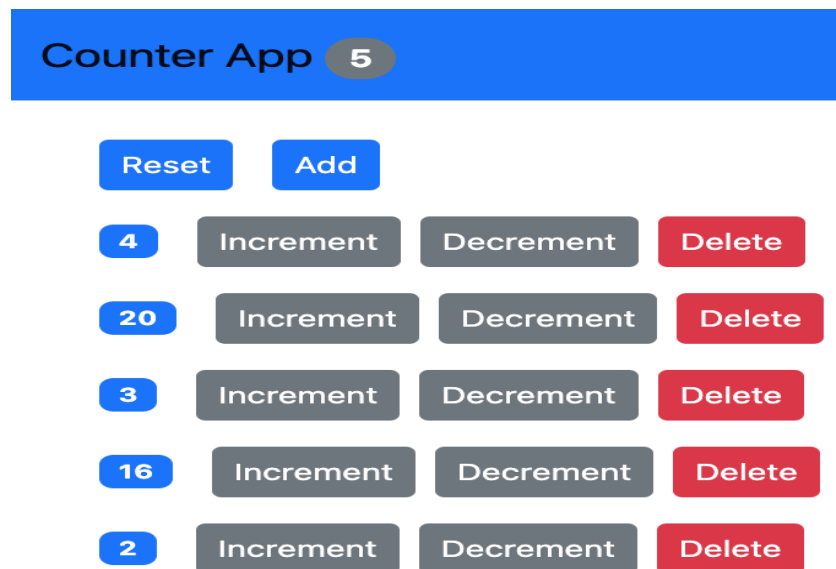 Counter App 5
Reset Add
4 Increment Decrement Delete
20 Increment Decrement Delete
3 Increment Decrement Delete
16 Increment Decrement Delete
2 Increment Decrement Delete